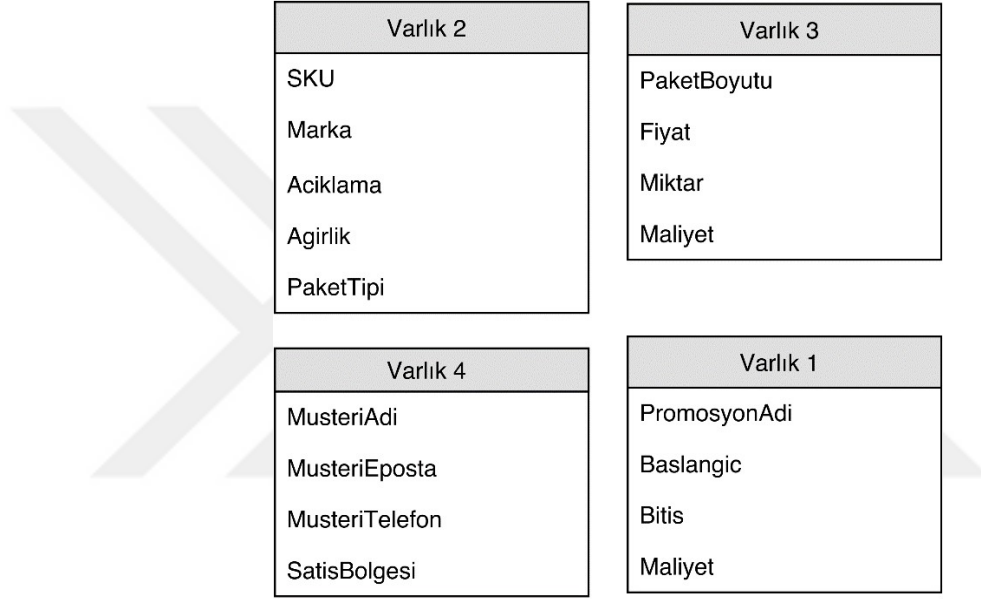 Varlık 2
SKU
Marka
Aciklama
Agirlik
PaketTipi
Varlık 3
PaketBoyutu
Fiyat
Miktar
Maliyet
Varlık 4
MusteriAdi
MusteriEposta
MusteriTelefon
SatisBolgesi
Varlık 1
PromosyonAdi
Baslangic
Bitis
Maliyet